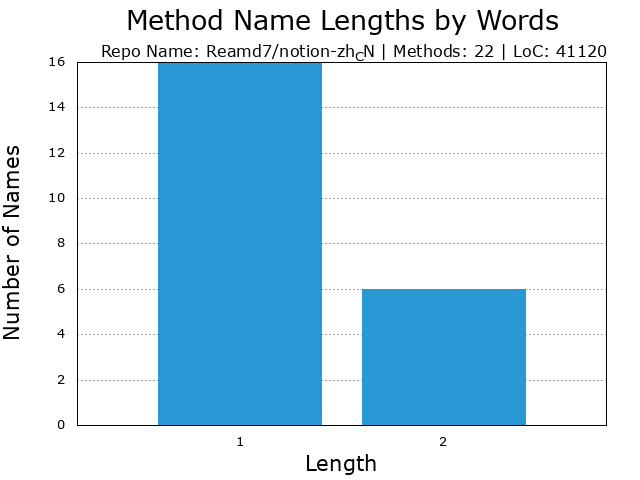 Method Name Lengths by Words
Repo Name: Reamd7/notion-zhCN | Methods: 22 | LoC: 41120
Number of Names
16
14
12
10
8
6
4
2
0
1 2
Length